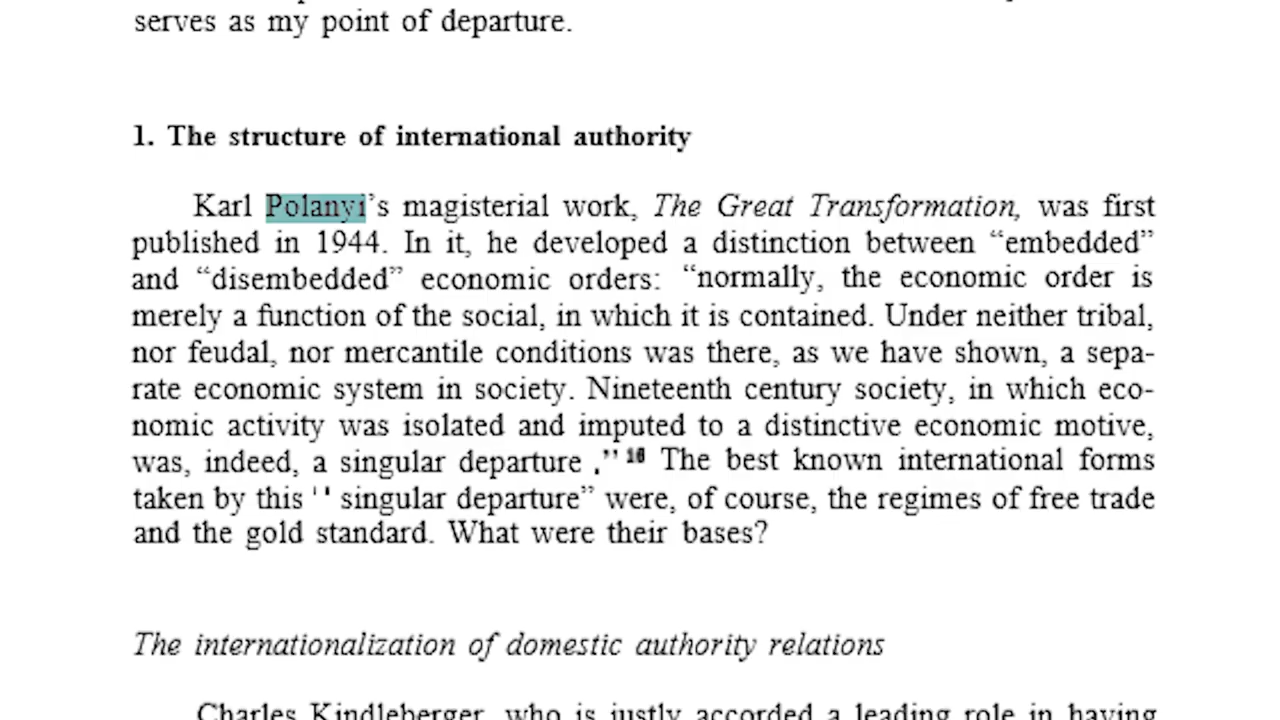 serves as my point of departure.
1. The structure of international authority
Karl Polanyi's magisterial work, The Great Transformation, was first
published in 1944. In it, he developed a distinction between “embedded”
and “disembedded” economic orders: “normally, the economic order is
merely a function of the social, in which it is contained. Under neither tribal,
nor feudal, nor mercantile conditions was there, as we have shown, a sepa-
rate economic system in society. Nineteenth century society, in which eco-
nomic activity was isolated and imputed to a distinctive economic motive,
was, indeed, a singular departure .” 16 The best known international forms
taken by this '' singular departure” were, of course, the regimes of free trade
and the gold standard. What were their bases?
The internationalization of domestic authority relations
Charles Kindleberger, who is justly accorded a leading role in having